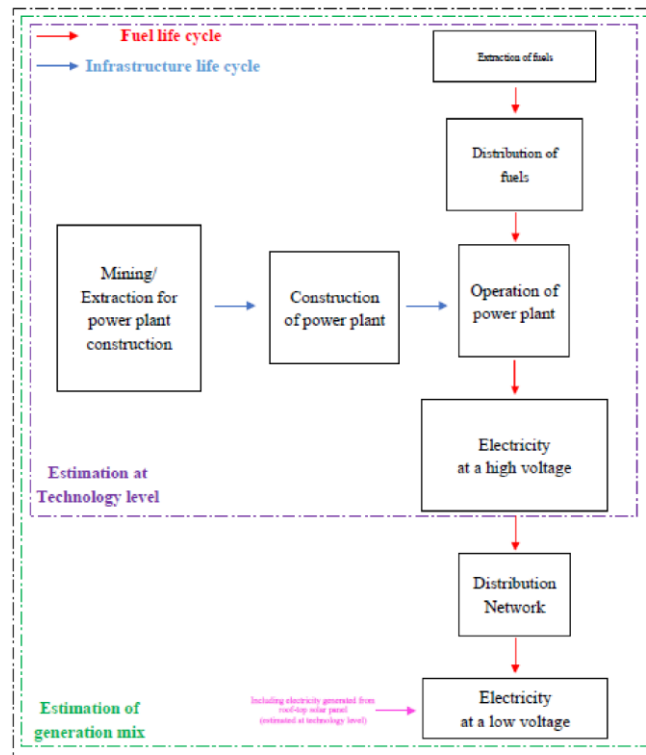 Fuel life cycle
Infrastructure life cycle
Extraction of fuels
Distribution of
fuels
Mining/
Extraction for
power plant
construction
Construction
of power plant
Operation of
power plant
Electricity
at a high voltage
Estimation at
Technology level
Distribution
Network
Including electricity generated from
roof-top solar panel
(estimated at technology level)
Electricity
at a low voltage
Estimation of
generation mix